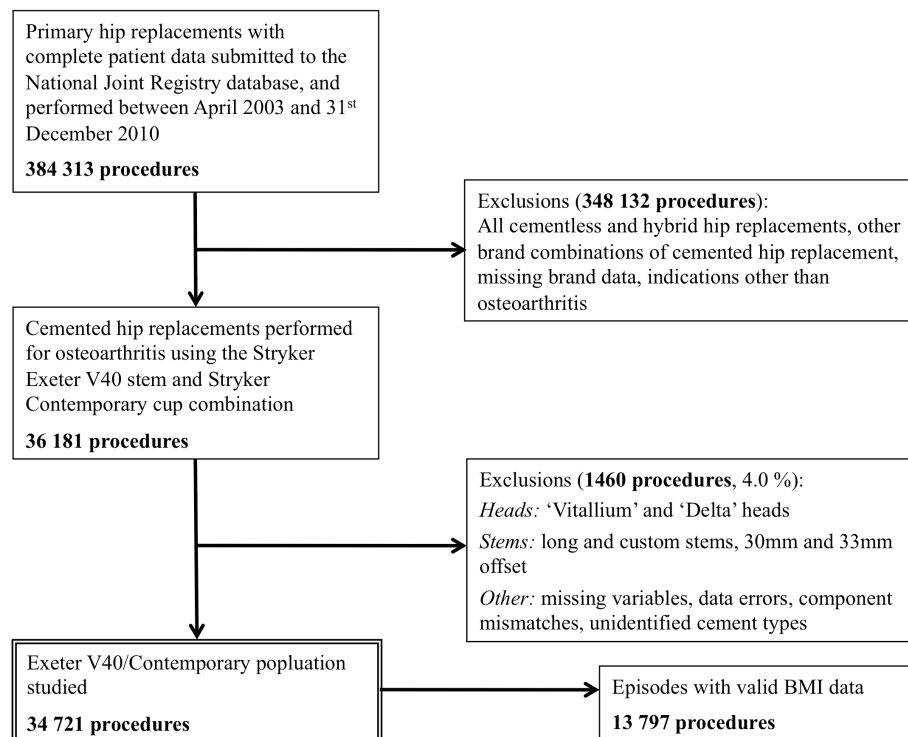 Primary hip replacements with
complete patient data submitted to the
National Joint Registry database, and
performed between April 2003 and 31st
December 2010
384 313 procedures
Exclusions (348 132 procedures):
All cementless and hybrid hip replacements, other
brand combinations of cemented hip replacement,
missing brand data, indications other than
osteoarthritis
Cemented hip replacements performed
for osteoarthritis using the Stryker
Exeter V40 stem and Stryker
Contemporary cup combination
36 181 procedures
Exclusions (1460 procedures, 4.0 %):
Heads: ‘Vitallium’ and ‘Delta’ heads
Stems: long and custom stems, 30mm and 33mm
offset
Other: missing variables, data errors, component
mismatches, unidentified cement types
Exeter V40/Contemporary popluation
studied
34 721 procedures
Episodes with valid BMI data
13 797 procedures